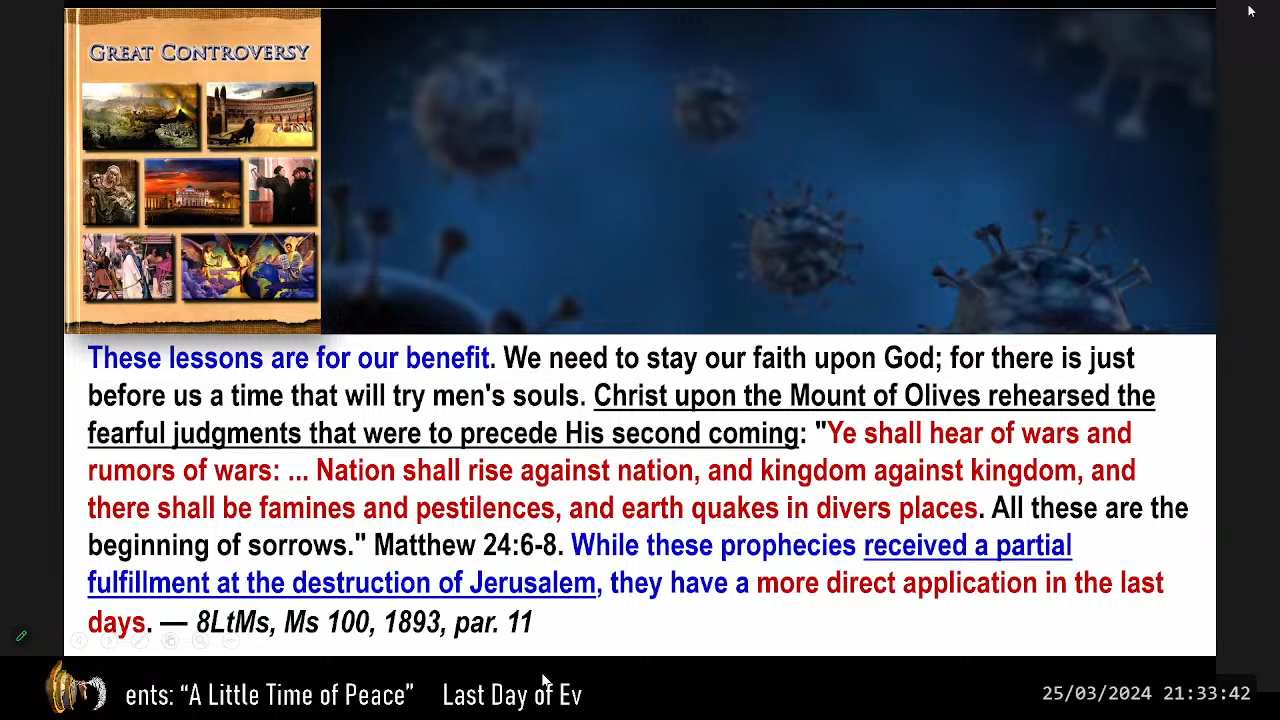 GREAT CONTROVERSY
These lessons are for our benefit. We need to stay our faith upon God; for there is just
before us a time that will try men's souls. Christ upon the Mount of Olives rehearsed the
fearful judgments that were to precede His second coming: "Ye shall hear of wars and
rumors of wars: ... Nation shall rise against nation, and kingdom against kingdom, and
there shall be famines and pestilences, and earth quakes in divers places. All these are the
beginning of sorrows." Matthew 24:6-8. While these prophecies received a partial
fulfillment at the destruction of Jerusalem, they have a more direct application in the last
days. — 8LtMs, Ms 100, 1893, par. 11
ents: “A Little Time of Peace” Last Day of Ev
25/03/2024 21:33:42